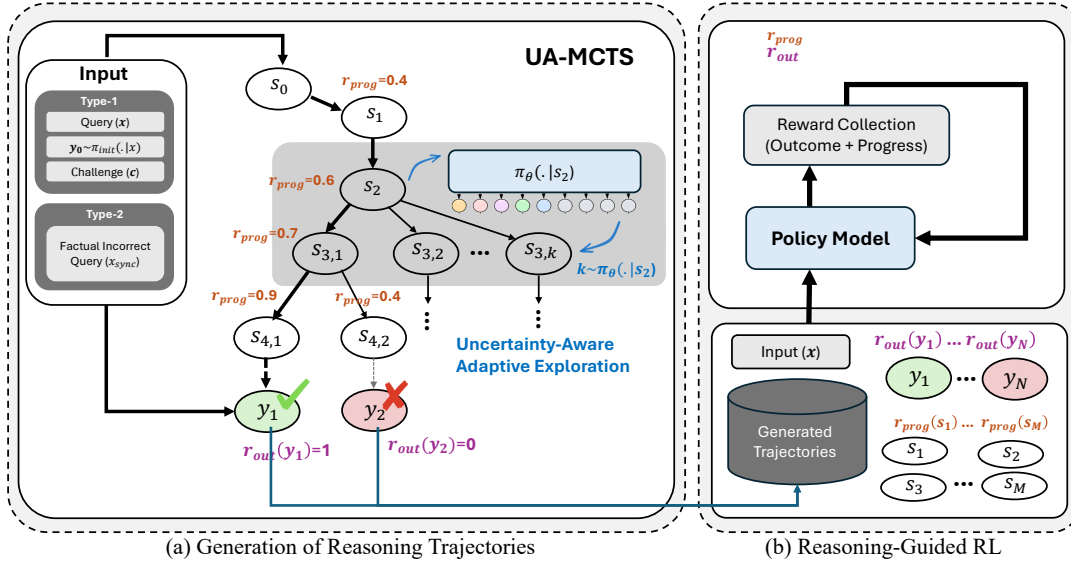 UA-MCTS
Input
Type-1
Query (x)
y₀~π_init(.|x)
Challenge (c)
Type-2
Factual Incorrect
Query (x_sync)
s₀
r_prog=0.4
s₁
r_prog=0.6
s₂
π_θ(.|s₂)
r_prog=0.7
s₃,₁
s₃,₂
...
s₃,k
k~π_θ(.|s₂)
r_prog=0.9
r_prog=0.4
s₄,₁
s₄,₂
Uncertainty-Aware
Adaptive Exploration
y₁
y₂
r_out(y₁)=1
r_out(y₂)=0
(a) Generation of Reasoning Trajectories
r_prog
r_out
Reward Collection
(Outcome + Progress)
Policy Model
Input (x)
r_out(y₁) ... r_out(y_N)
y₁ ... y_N
Generated
Trajectories
r_prog(s₁) ... r_prog(s_M)
s₁ s₂
s₃ ... s_M
(b) Reasoning-Guided RL